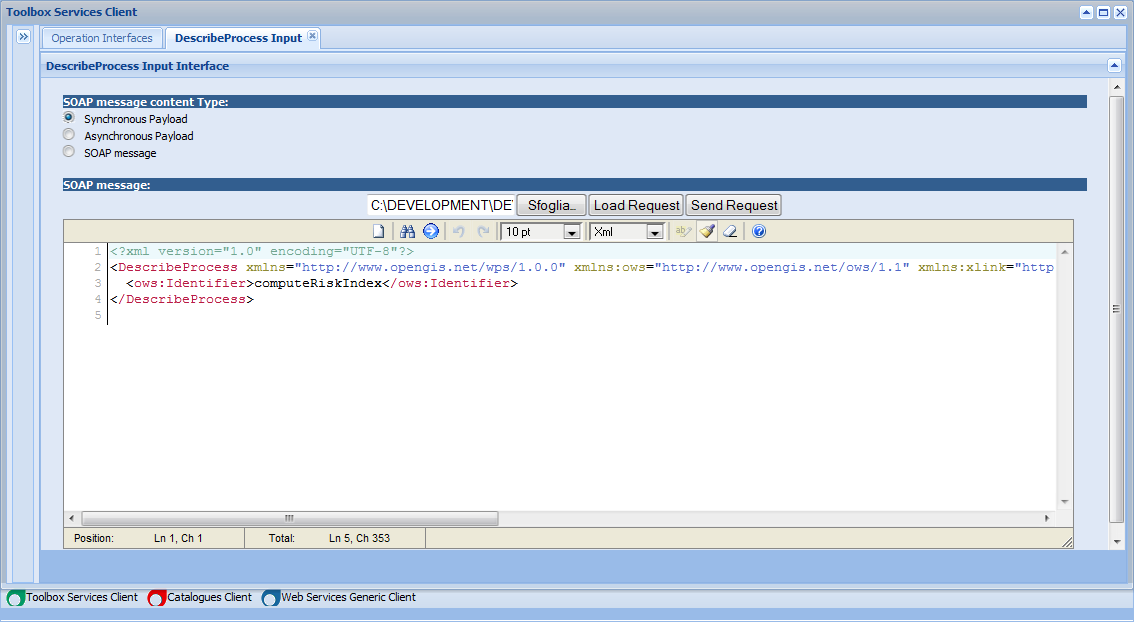 Toolbox Services Client
Operation Interfaces
DescribeProcess Input
DescribeProcess Input Interface
SOAP message content Type:
Synchronous Payload
Asynchronous Payload
SOAP message
SOAP message:
C:\DEVELOPMENT\DE Sfoglia... Load Request Send Request
10 pt Xml
1 <?xml version="1.0" encoding="UTF-8"?>
2 <DescribeProcess xmlns="http://www.opengis.net/wps/1.0.0" xmlns:ows="http://www.opengis.net/ows/1.1" xmlns:xlink="http
3 <ows:Identifier>computeRiskIndex</ows:Identifier>
4 </DescribeProcess>
5
Position: Ln 1, Ch 1 Total: Ln 5, Ch 353
Toolbox Services Client Catalogues Client Web Services Generic Client